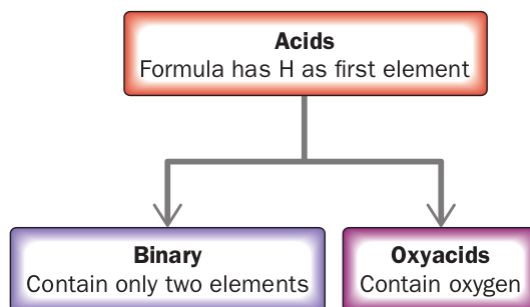 Acids
Formula has H as first element
Binary
Contain only two elements
Oxyacids
Contain oxygen